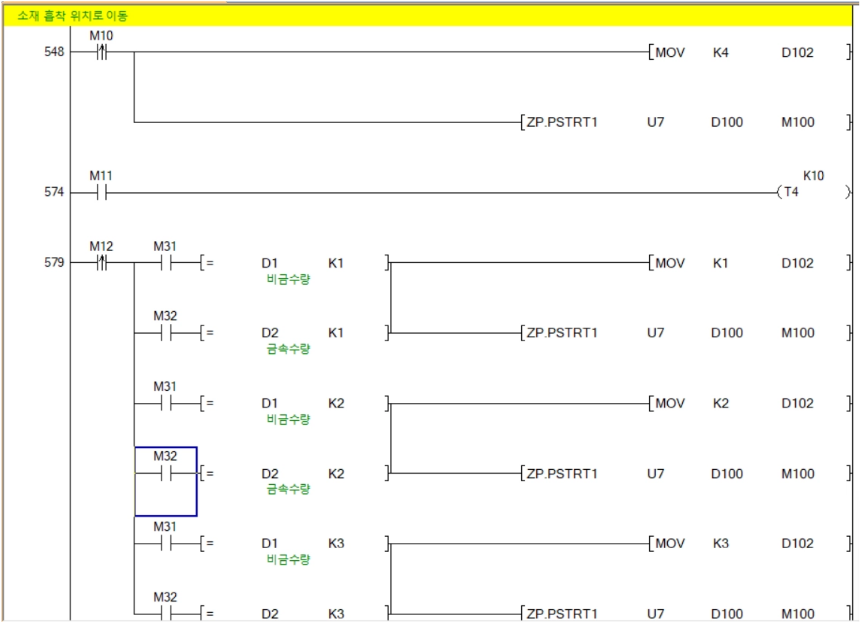 소재 흡착 위치로 이동
M10
548 [MOV K4 D102 ]
[ZP.PSTRT1 U7 D100 M100 ]
M11 K10
574 (T4 )
M12 M31
579 [= D1 K1 ] [MOV K1 D102 ]
비금수량
M32
[= D2 K1 ] [ZP.PSTRT1 U7 D100 M100 ]
금속수량
M31
[= D1 K2 ] [MOV K2 D102 ]
비금수량
M32
[= D2 K2 ] [ZP.PSTRT1 U7 D100 M100 ]
금속수량
M31
[= D1 K3 ] [MOV K3 D102 ]
비금수량
M32
[= D2 K3 ] [ZP.PSTRT1 U7 D100 M100 ]